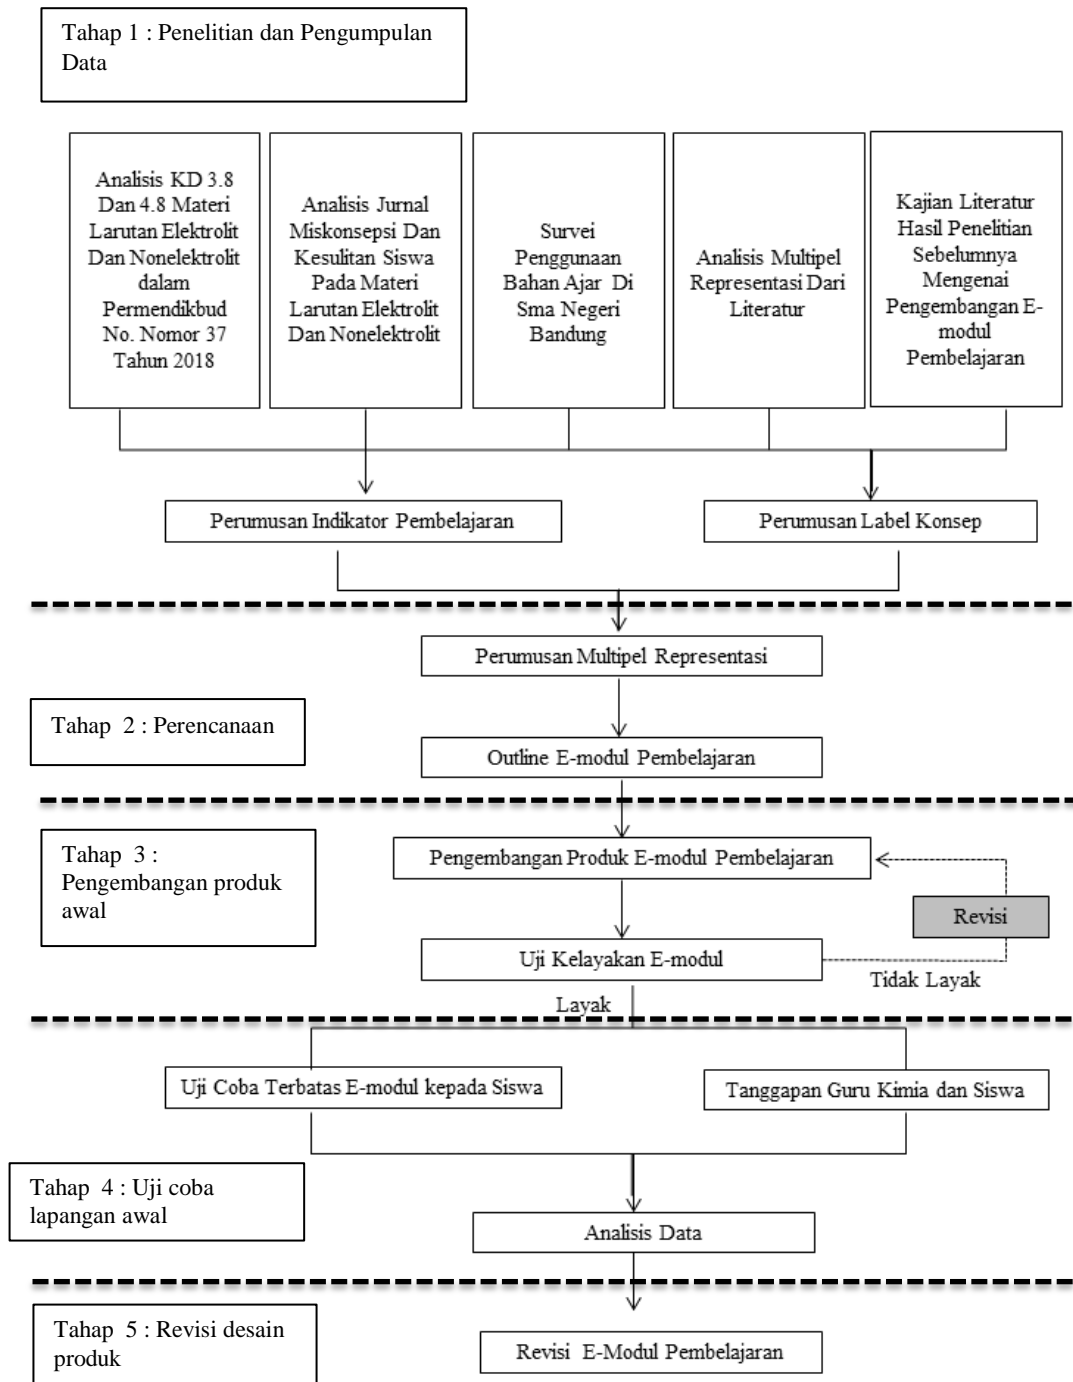 Tahap 1 : Penelitian dan Pengumpulan
Data
Analisis KD 3.8
Dan 4.8 Materi
Larutan Elektrolit
Dan Nonelektrolit
dalam
Permendikbud
No. Nomor 37
Tahun 2018
Analisis Jurnal
Miskonsepsi Dan
Kesulitan Siswa
Pada Materi
Larutan Elektrolit
Dan Nonelektrolit
Survei
Penggunaan
Bahan Ajar Di
Sma Negeri
Bandung
Analisis Multipel
Representasi Dari
Literatur
Kajian Literatur
Hasil Penelitian
Sebelumnya
Mengenai
Pengembangan E-
modul
Pembelajaran
Perumusan Indikator Pembelajaran
Perumusan Label Konsep
Perumusan Multipel Representasi
Tahap 2 : Perencanaan
Outline E-modul Pembelajaran
Tahap 3 :
Pengembangan produk
awal
Pengembangan Produk E-modul Pembelajaran
Revisi
Uji Kelayakan E-modul
Tidak Layak
Layak
Uji Coba Terbatas E-modul kepada Siswa
Tanggapan Guru Kimia dan Siswa
Tahap 4 : Uji coba
lapangan awal
Analisis Data
Tahap 5 : Revisi desain
produk
Revisi E-Modul Pembelajaran